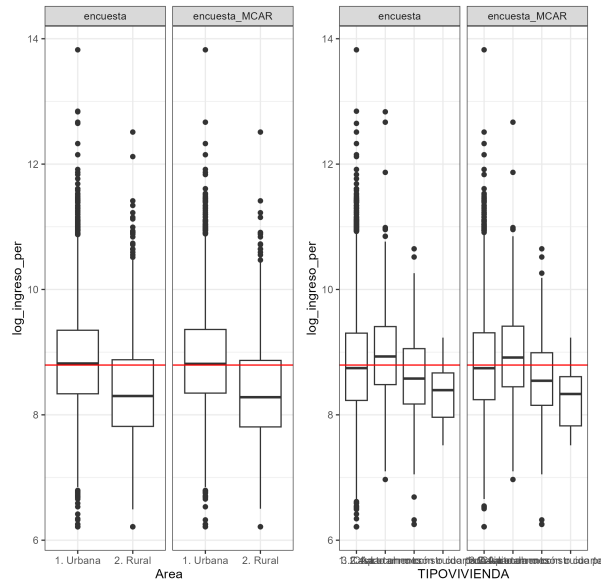 encuesta encuesta_MCAR encuesta encuesta_MCAR
log_ingreso_per
14
12
10
8
6
1. Urbana 2. Rural 1. Urbana 2. Rural
Area
log_ingreso_per
14
12
10
8
6
TIPOVIVIENDA